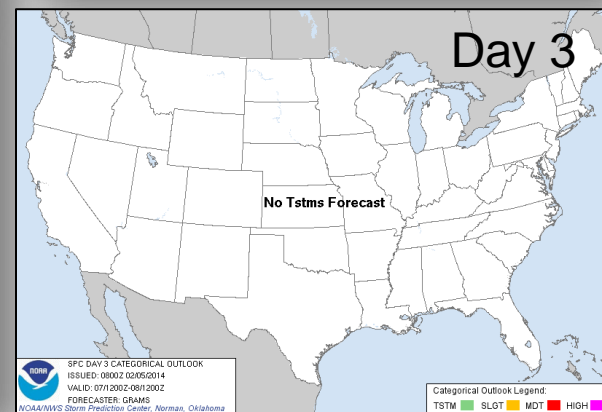 Day 3
No Tstms Forecast
NOAA
SPC DAY 3 CATEGORICAL OUTLOOK
ISSUED: 0800Z 02/05/2014
VALID: 07/1200Z-08/1200Z
FORECASTER: GRAMS
NOAA/NWS Storm Prediction Center, Norman, Oklahoma
Categorical Outlook Legend:
TSTM SLGT MDT HIGH